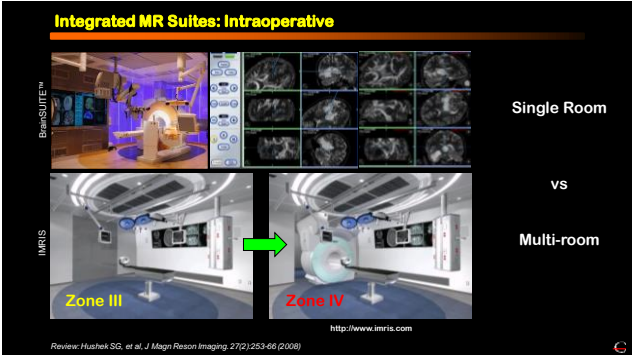 Integrated MR Suites: Intraoperative
BrainSUITE™
Single Room
vs
Multi-room
IMRIS
Zone III
Zone IV
http://www.imris.com
Review: Hushek SG, et al, J Magn Reson Imaging. 27(2):253-66 (2008)